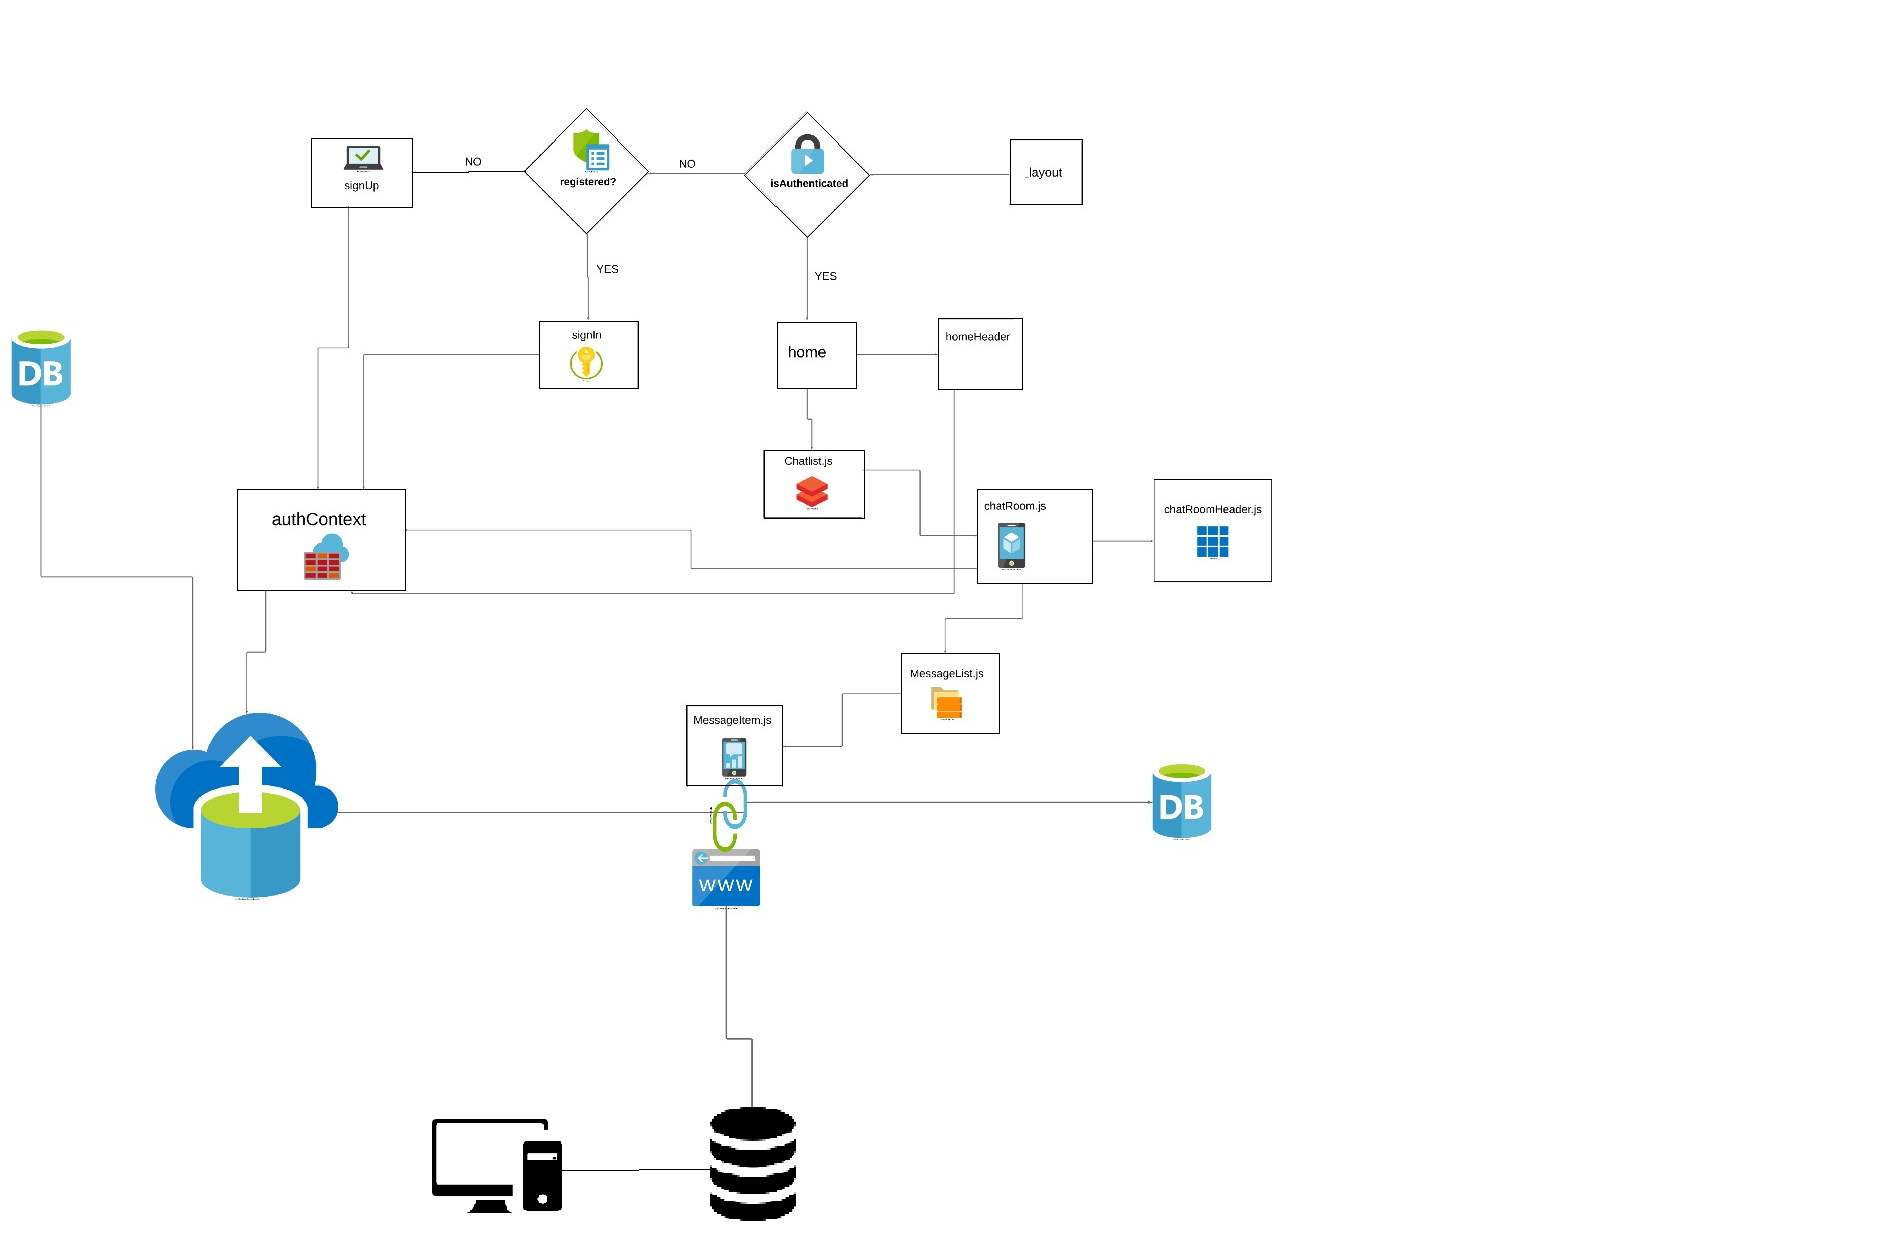 signUp
NO
registered?
NO
isAuthenticated
_layout
YES
YES
signIn
home
homeHeader
DB
Chatlist.js
authContext
chatRoom.js
chatRoomHeader.js
MessageList.js
MessageItem.js
DB
WWW